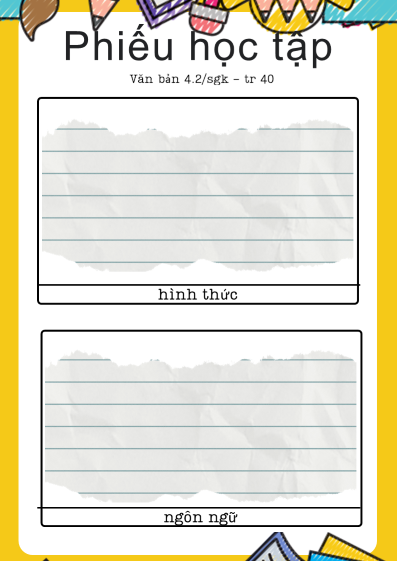 Phiếu học tập
Văn bản 4.2/sgk – tr 40
hình thức
ngôn ngữ